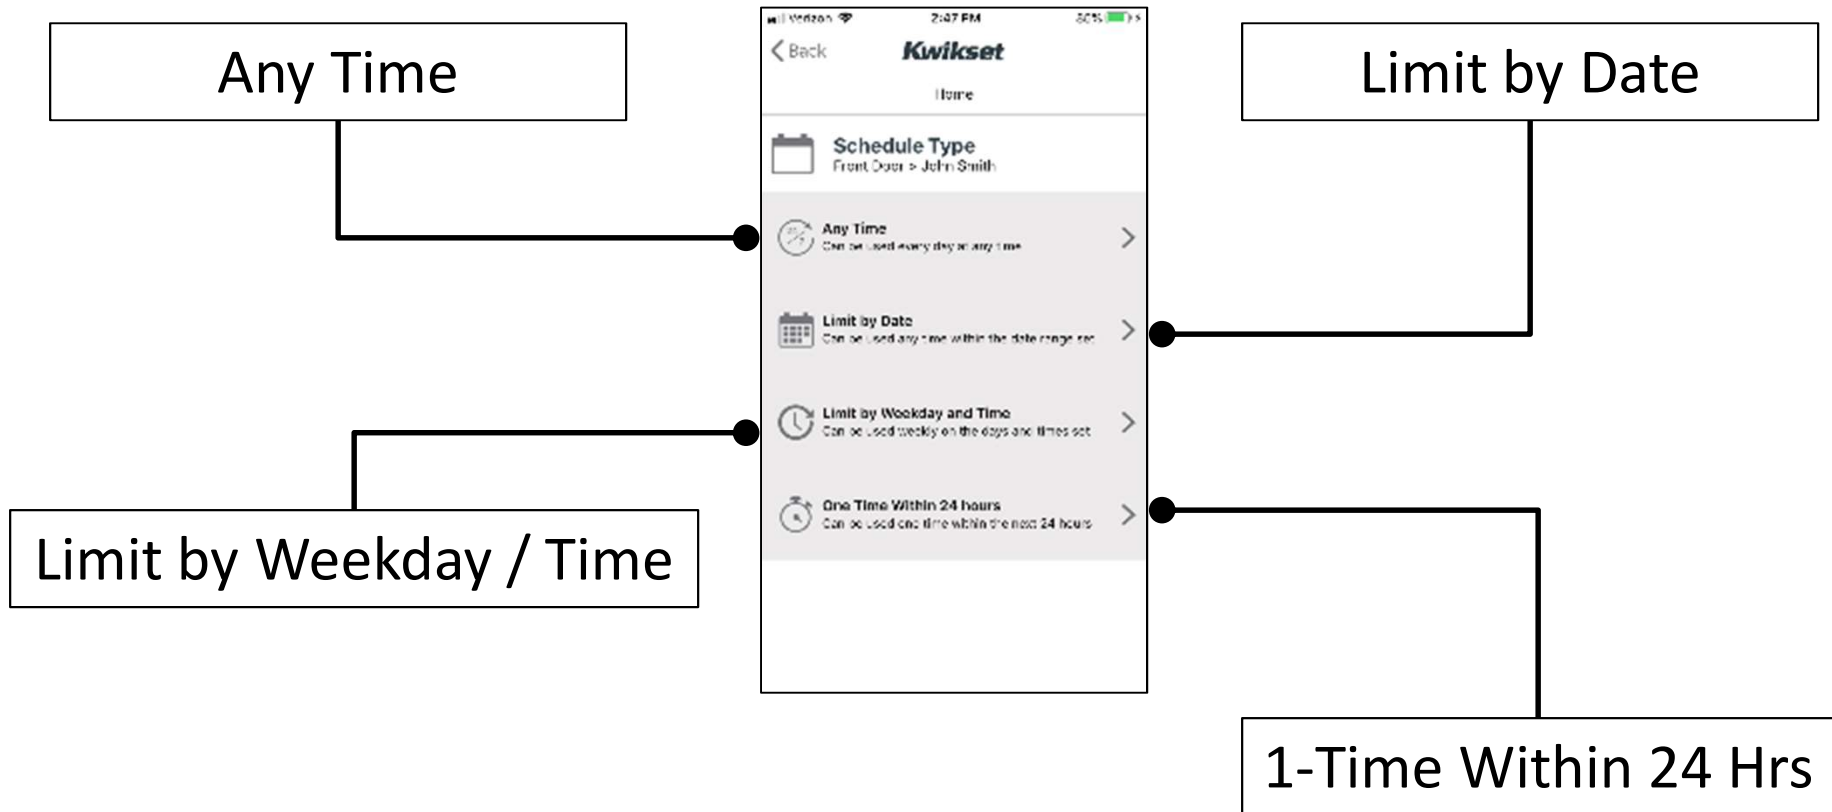 Any Time
Limit by Date
Limit by Weekday / Time
1-Time Within 24 Hrs
Verizon 2:47 PM 80%
Back
Kwikset
Home
Schedule Type
Front Door > John Smith
Any Time
Can be used every day at any time
Limit by Date
Can be used any time within the date range set
Limit by Weekday and Time
Can be used weekly on the days and times set
One Time Within 24 hours
Can be used one time within the next 24 hours